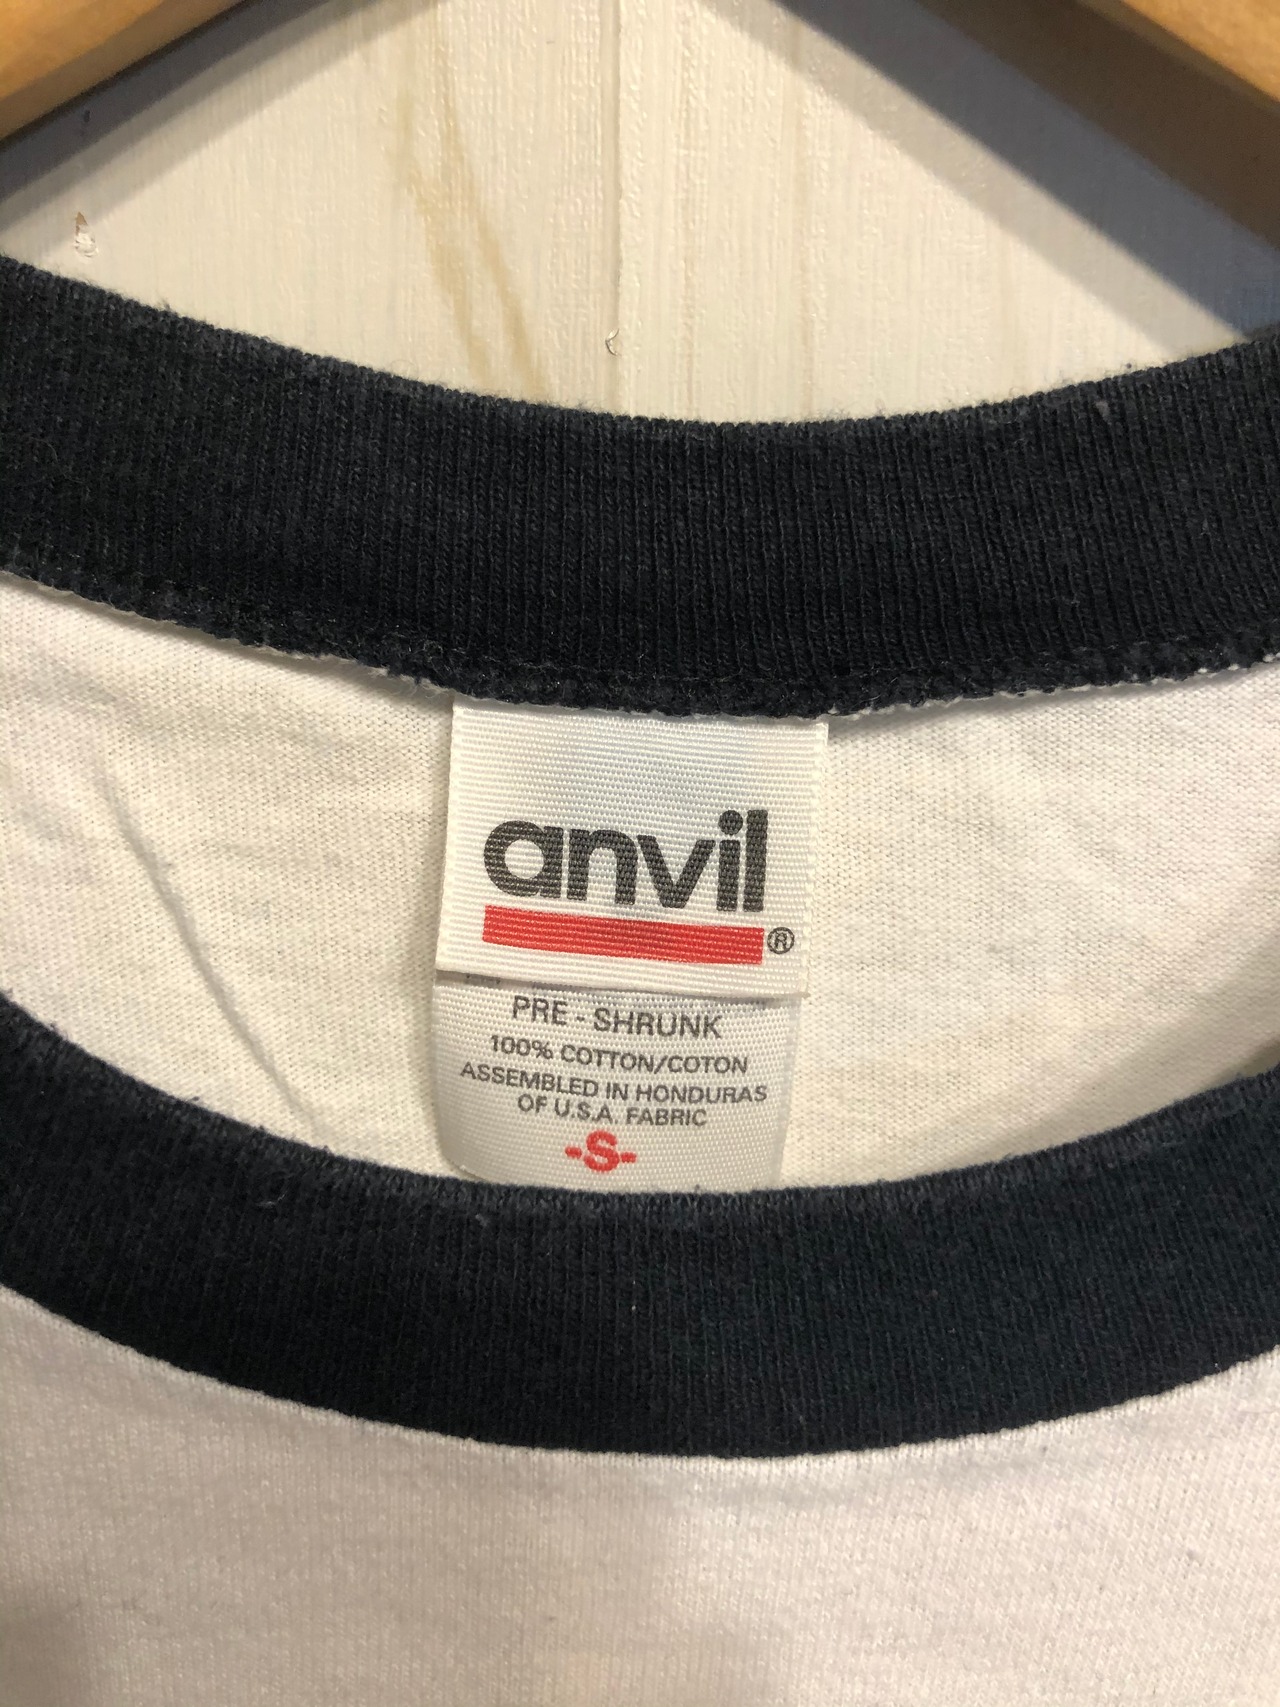 anvil
®
PRE - SHRUNK
100% COTTON/COTON
ASSEMBLED IN HONDURAS
OF U.S.A. FABRIC
-S-